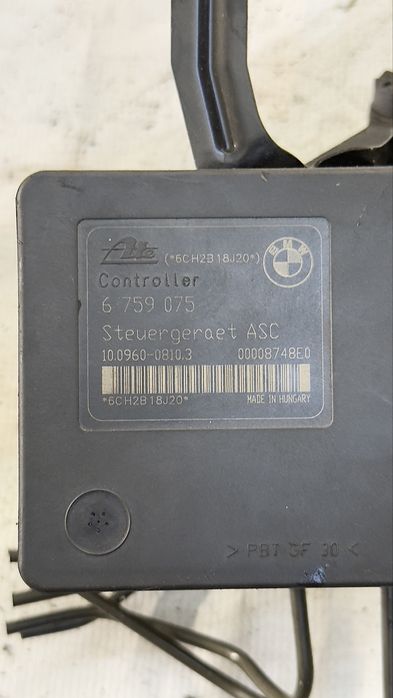 Ate (*6CH2B18J20*) BMW
Controller
6 759 075
Steuergeraet ASC
10.0960-0810.3 00008748E0
*6CH2B18J20* MADE IN HUNGARY
> PBT GF 30 <